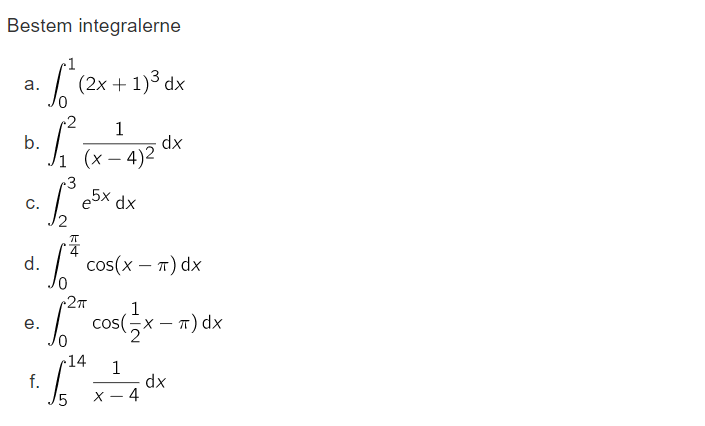 Bestem integralerne
a. ∫₀¹ (2x + 1)³ dx
b. ∫₁² 1/(x – 4)² dx
c. ∫₂³ e⁵ˣ dx
d. ∫₀^(π/4) cos(x – π) dx
e. ∫₀^(2π) cos(1/2 x – π) dx
f. ∫₅¹⁴ 1/(x – 4) dx